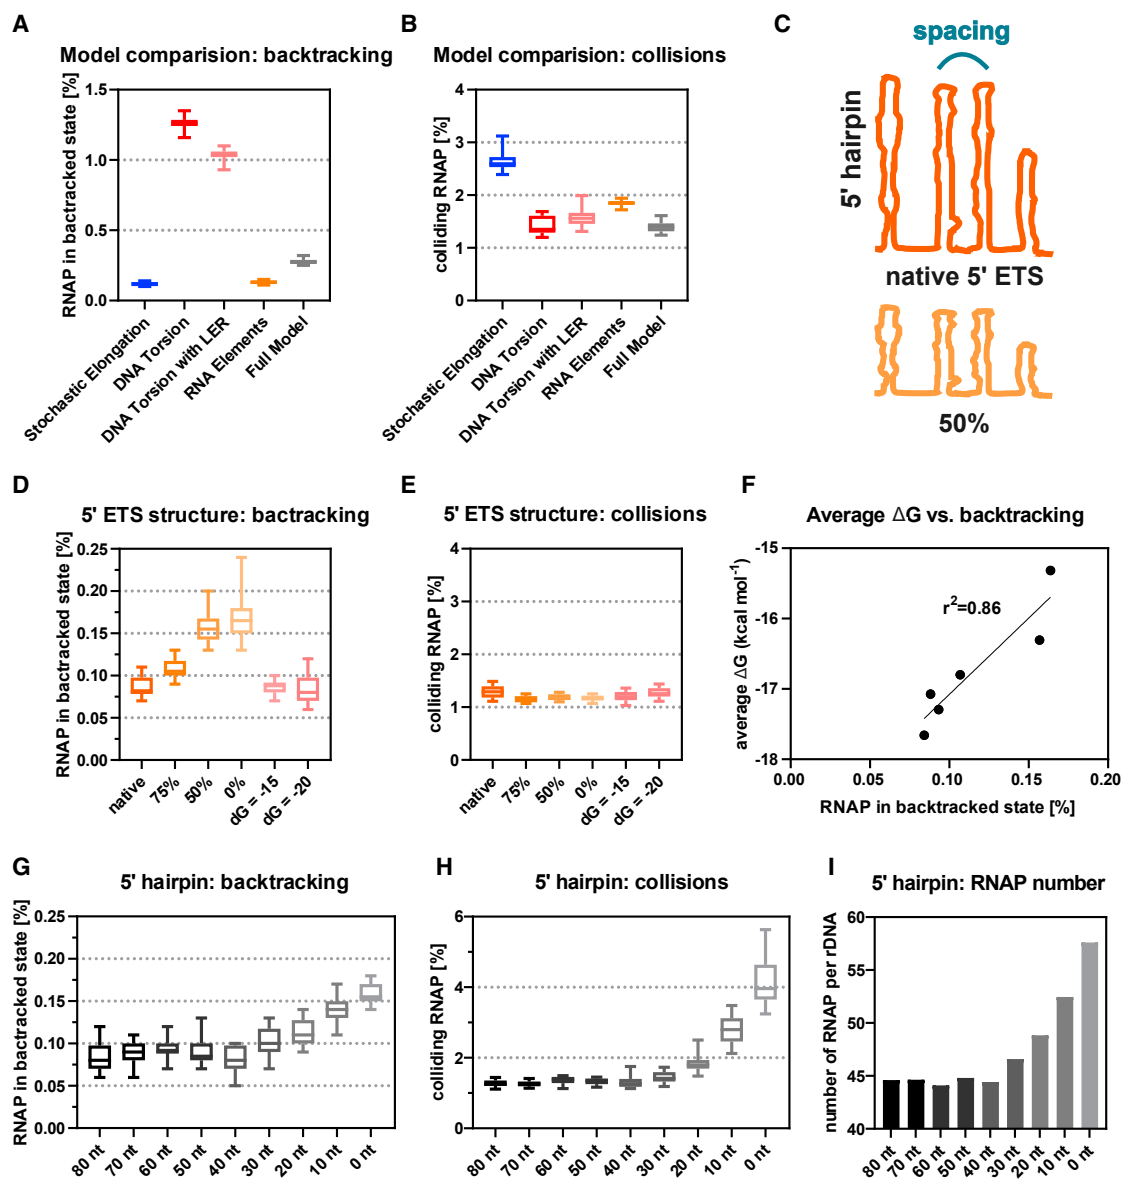 A
Model comparision: backtracking
RNAP in bactracked state [%]
1.5
1.0
0.5
0.0
Stochastic Elongation
DNA Torsion
DNA Torsion with LER
RNA Elements
Full Model
B
Model comparision: collisions
colliding RNAP [%]
4
3
2
1
0
Stochastic Elongation
DNA Torsion
DNA Torsion with LER
RNA Elements
Full Model
C
spacing
5' hairpin
native 5' ETS
50%
D
5' ETS structure: bactracking
RNAP in bactracked state [%]
0.25
0.20
0.15
0.10
0.05
0.00
native
75%
50%
0%
dG = -15
dG = -20
E
5' ETS structure: collisions
colliding RNAP [%]
4
3
2
1
0
native
75%
50%
0%
dG = -15
dG = -20
F
Average ΔG vs. backtracking
average ΔG (kcal mol⁻¹)
-15
-16
-17
-18
r²=0.86
0.00
0.05
0.10
0.15
0.20
RNAP in backtracked state [%]
G
5' hairpin: backtracking
RNAP in backtracked state [%]
0.25
0.20
0.15
0.10
0.05
0.00
80 nt
70 nt
60 nt
50 nt
40 nt
30 nt
20 nt
10 nt
0 nt
H
5' hairpin: collisions
colliding RNAP [%]
6
4
2
0
80 nt
70 nt
60 nt
50 nt
40 nt
30 nt
20 nt
10 nt
0 nt
I
5' hairpin: RNAP number
number of RNAP per rDNA
60
55
50
45
40
80 nt
70 nt
60 nt
50 nt
40 nt
30 nt
20 nt
10 nt
0 nt